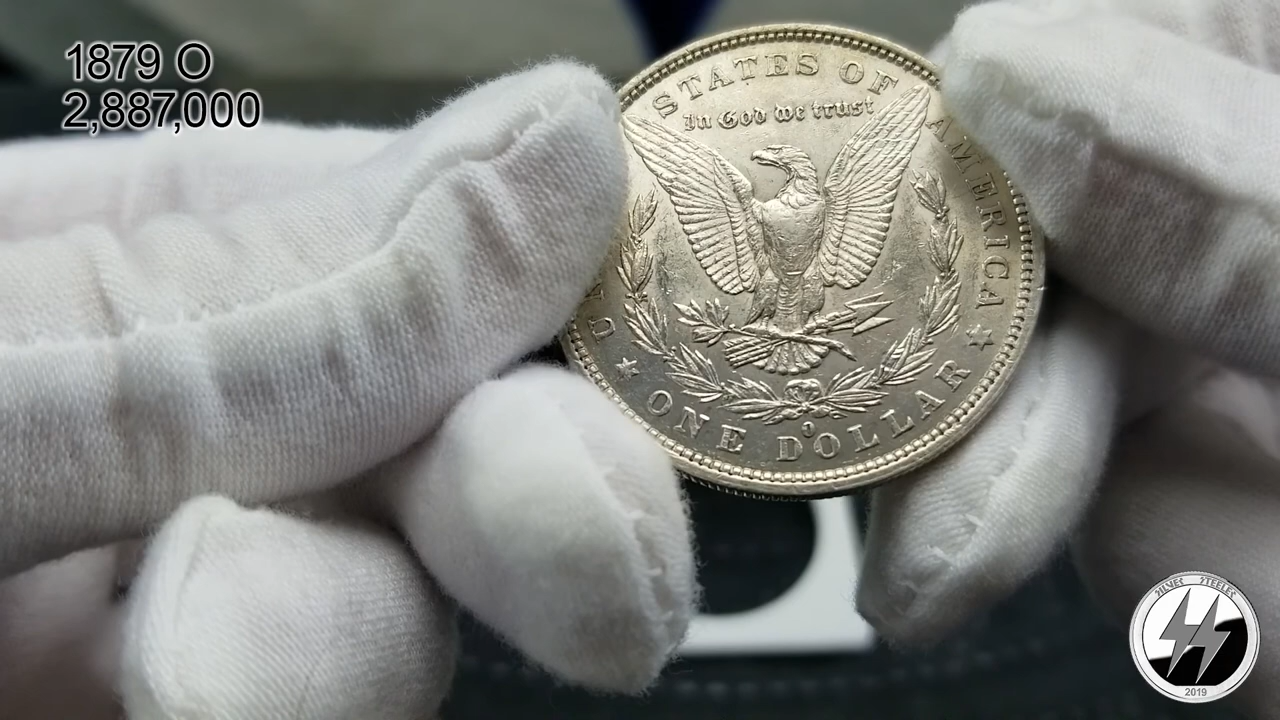 1879 O
2,887,000
STATES OF AMERICA
In God we trust
ONE DOLLAR
O
2019